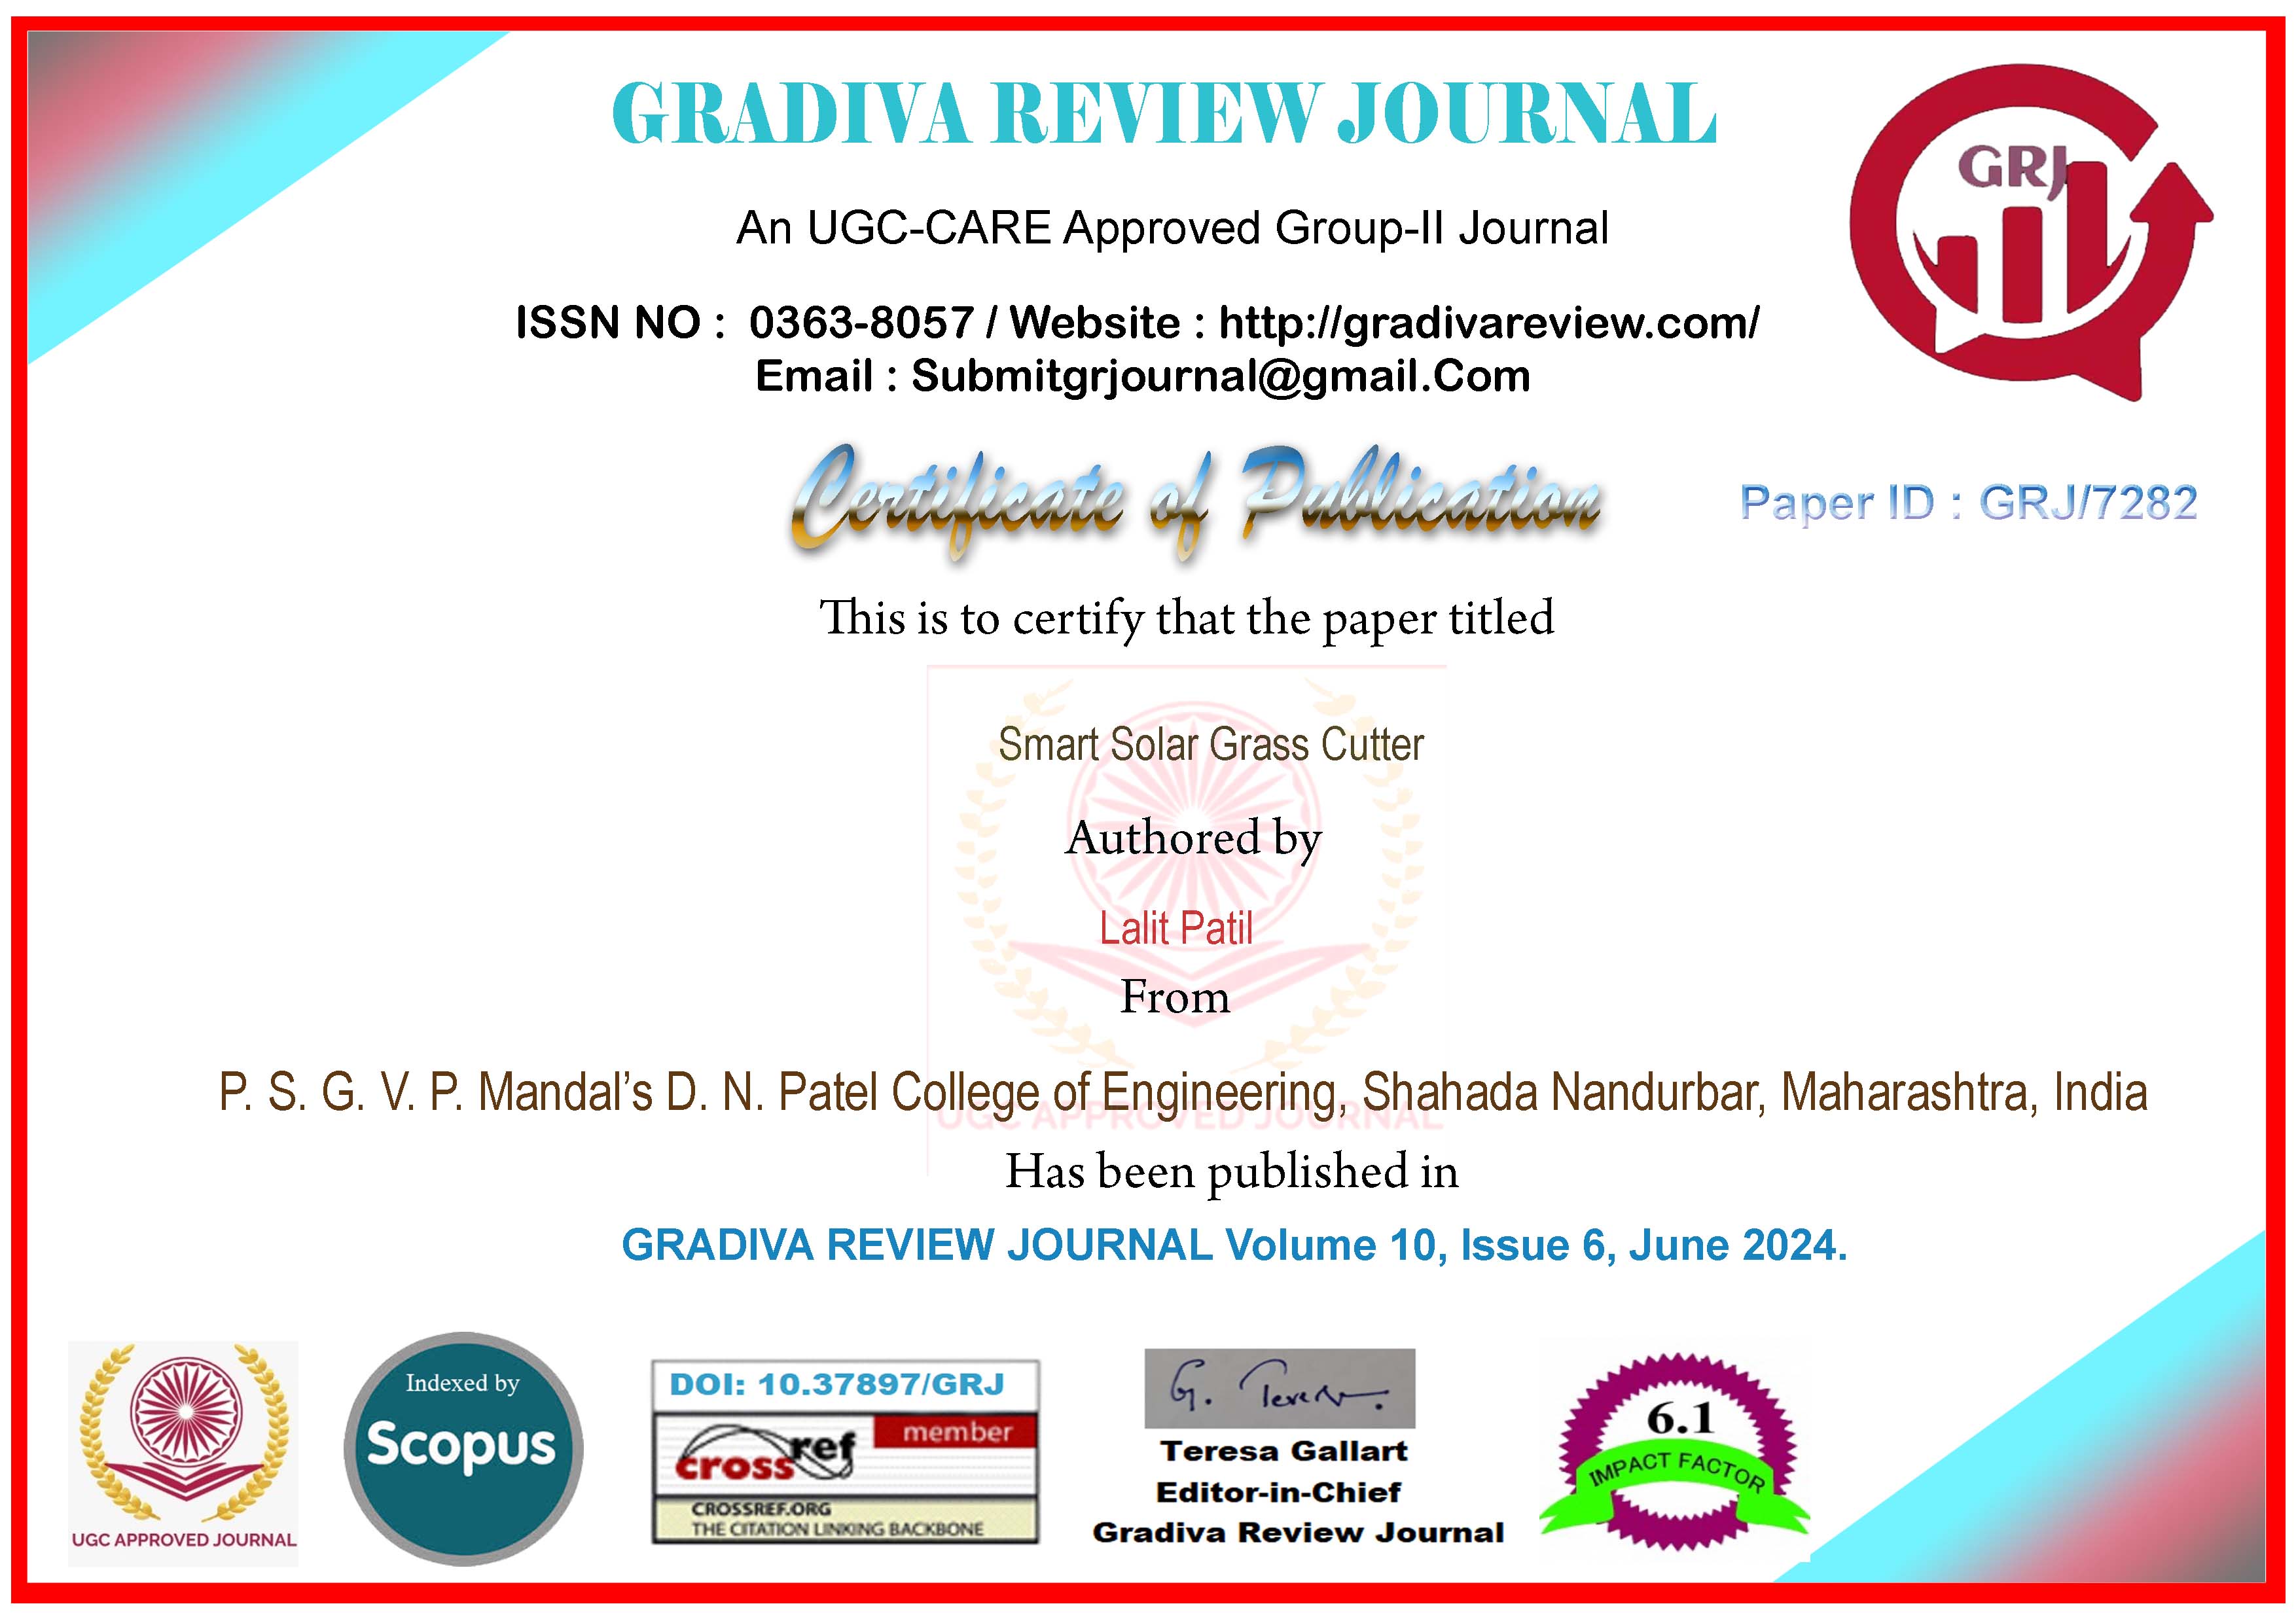 GRADIVA REVIEW JOURNAL
GRJ
An UGC-CARE Approved Group-II Journal
ISSN NO :  0363-8057 / Website : http://gradivareview.com/
Email : Submitgrjournal@gmail.Com
Certificate of Publication
Paper ID : GRJ/7282
This is to certify that the paper titled
Smart Solar Grass Cutter
Authored by
Lalit Patil
From
P. S. G. V. P. Mandal’s D. N. Patel College of Engineering, Shahada Nandurbar, Maharashtra, India
UGC APPROVED JOURNAL
Has been published in
GRADIVA REVIEW JOURNAL Volume 10, Issue 6, June 2024.
UGC APPROVED JOURNAL
Indexed by
Scopus
DOI: 10.37897/GRJ
member
crossref
CROSSREF.ORG
THE CITATION LINKING BACKBONE
Teresa Gallart
Editor-in-Chief
Gradiva Review Journal
6.1
IMPACT FACTOR